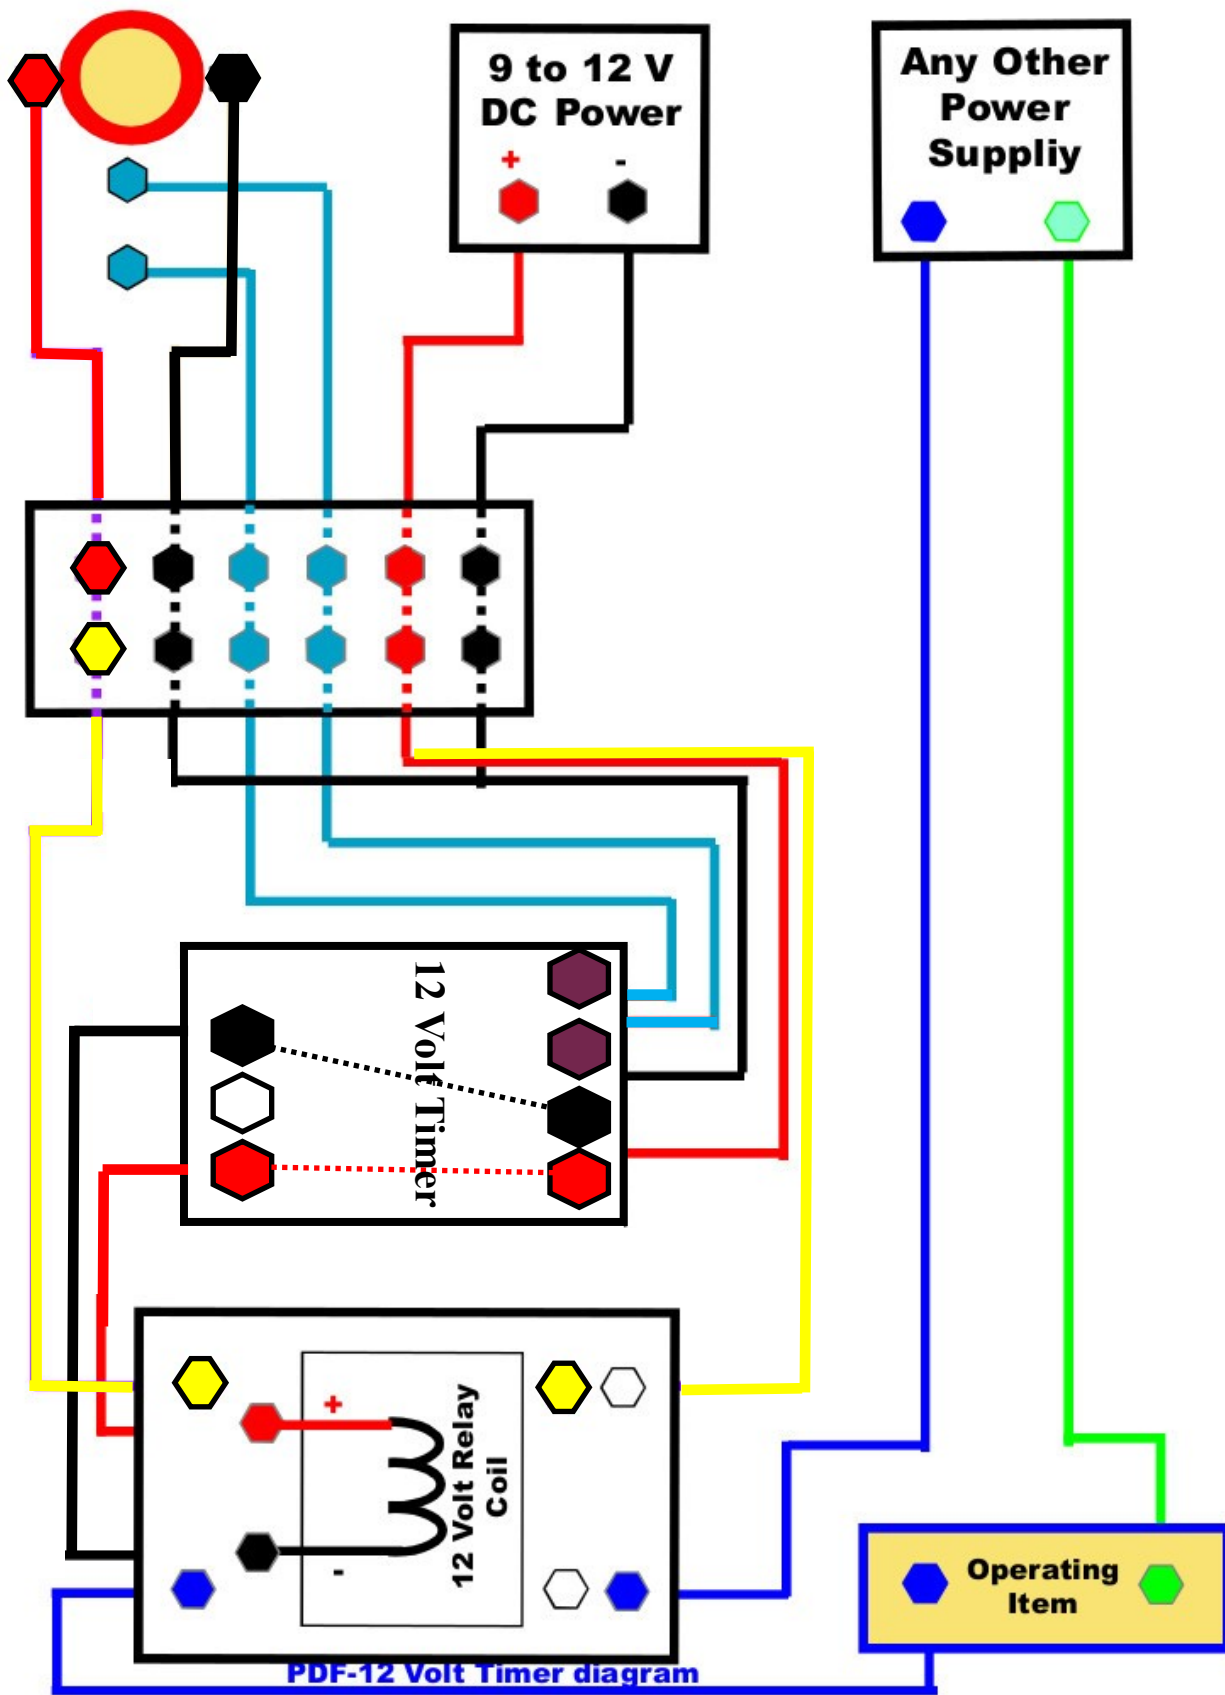 9 to 12 V
DC Power
+ -
Any Other
Power
Suppliy
12 Volt Timer
+
12 Volt Relay
Coil
-
Operating
Item
PDF-12 Volt Timer diagram